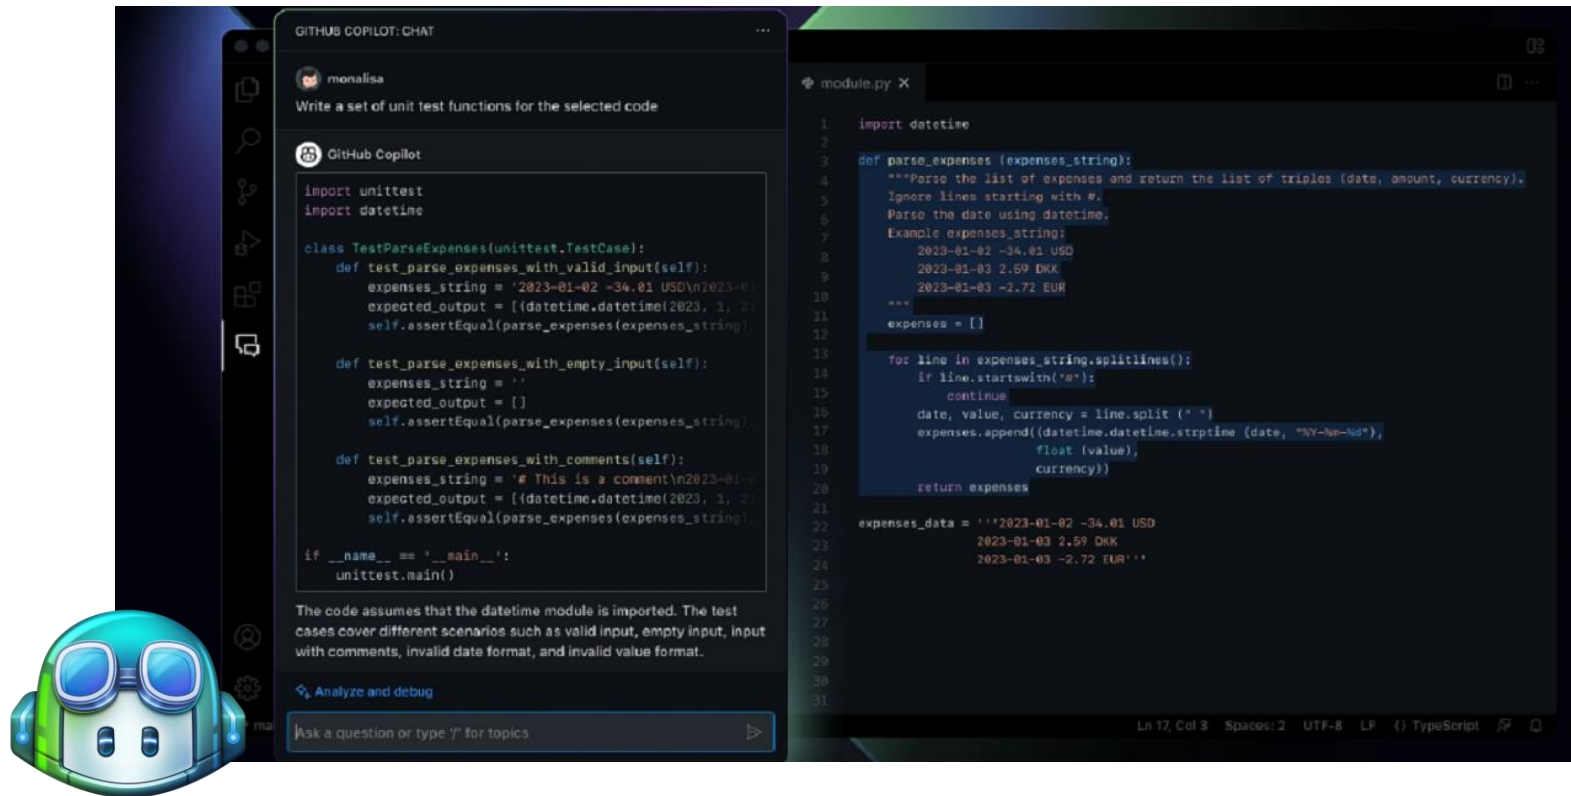 GITHUB COPILOT: CHAT
monalisa
Write a set of unit test functions for the selected code
GitHub Copilot
import unittest
import datetime
class TestParseExpenses(unittest.TestCase):
def test_parse_expenses_with_valid_input(self):
expenses_string = '2023-01-02 -34.01 USD\n2023-0
expected_output = [(datetime.datetime(2023, 1, 2)
self.assertEqual(parse_expenses(expenses_string)
def test_parse_expenses_with_empty_input(self):
expenses_string = ''
expected_output = []
self.assertEqual(parse_expenses(expenses_string)
def test_parse_expenses_with_comments(self):
expenses_string = '# This is a comment\n2023-01-
expected_output = [(datetime.datetime(2023, 1, 2)
self.assertEqual(parse_expenses(expenses_string)
if __name__ == '__main__':
unittest.main()
The code assumes that the datetime module is imported. The test
cases cover different scenarios such as valid input, empty input, input
with comments, invalid date format, and invalid value format.
Analyze and debug
Ask a question or type '/' for topics
ma
module.py
1 import datetime
2
3 def parse_expenses (expenses_string):
4 """Parse the list of expenses and return the list of triples (date, amount, currency).
5 Ignore lines starting with #.
6 Parse the date using datetime.
7 Example expenses_string:
8 2023-01-02 -34.01 USD
9 2023-01-03 2.59 DKK
10 2023-01-03 -2.72 EUR
11 """
12 expenses = []
13 for line in expenses_string.splitlines():
14 if line.startswith("#"):
15 continue
16 date, value, currency = line.split (" ")
17 expenses.append((datetime.datetime.strptime (date, "%Y-%m-%d"),
18 float (value),
19 currency))
20 return expenses
21
22 expenses_data = '''2023-01-02 -34.01 USD
23 2023-01-03 2.59 DKK
24 2023-01-03 -2.72 EUR'''
25
26
27
28
29
30
31
Ln 17, Col 3 Spaces: 2 UTF-8 LF {} TypeScript